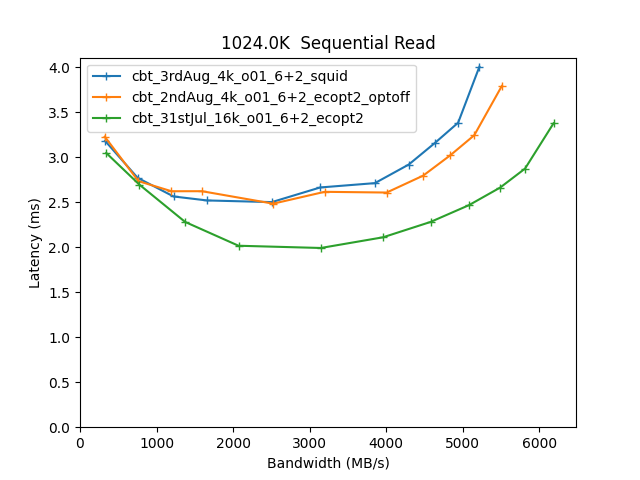 1024.0K  Sequential Read
cbt_3rdAug_4k_o01_6+2_squid
cbt_2ndAug_4k_o01_6+2_ecopt2_optoff
cbt_31stJul_16k_o01_6+2_ecopt2
4.0
3.5
3.0
2.5
2.0
1.5
1.0
0.5
0.0
Latency (ms)
0 1000 2000 3000 4000 5000 6000
Bandwidth (MB/s)